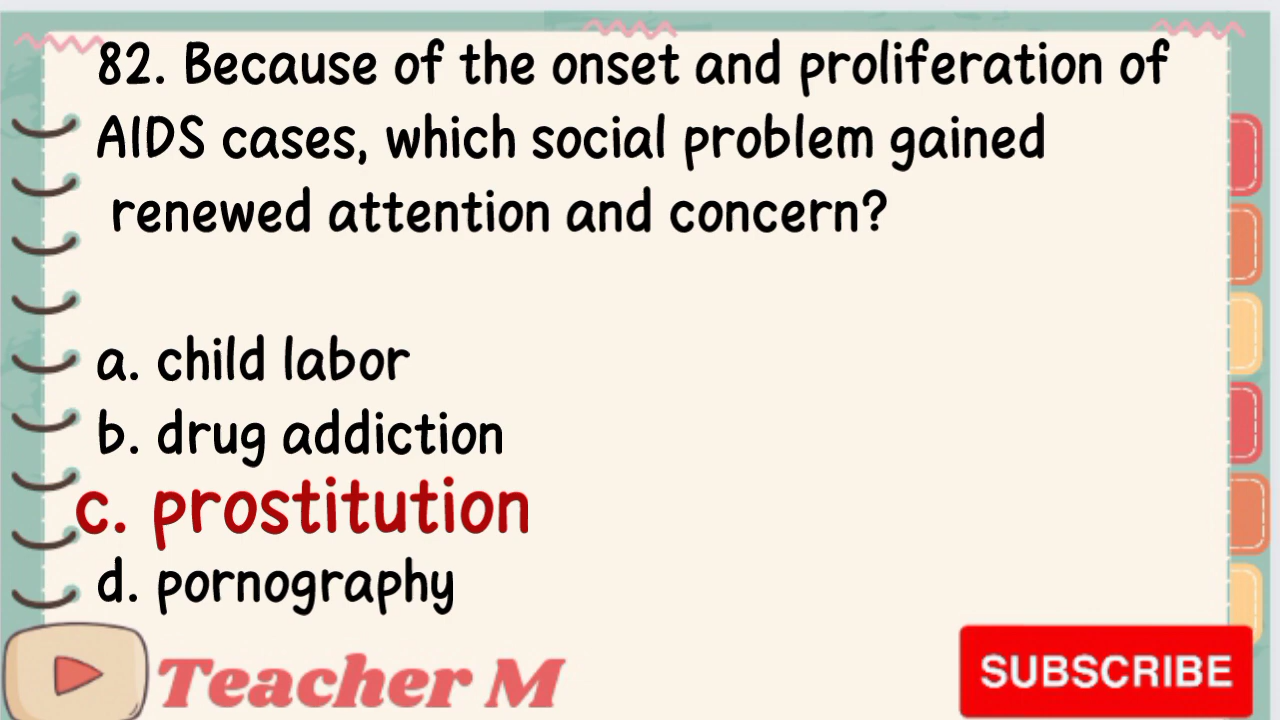 82. Because of the onset and proliferation of
AIDS cases, which social problem gained
renewed attention and concern?
a. child labor
b. drug addiction
c. prostitution
d. pornography
Teacher M
SUBSCRIBE